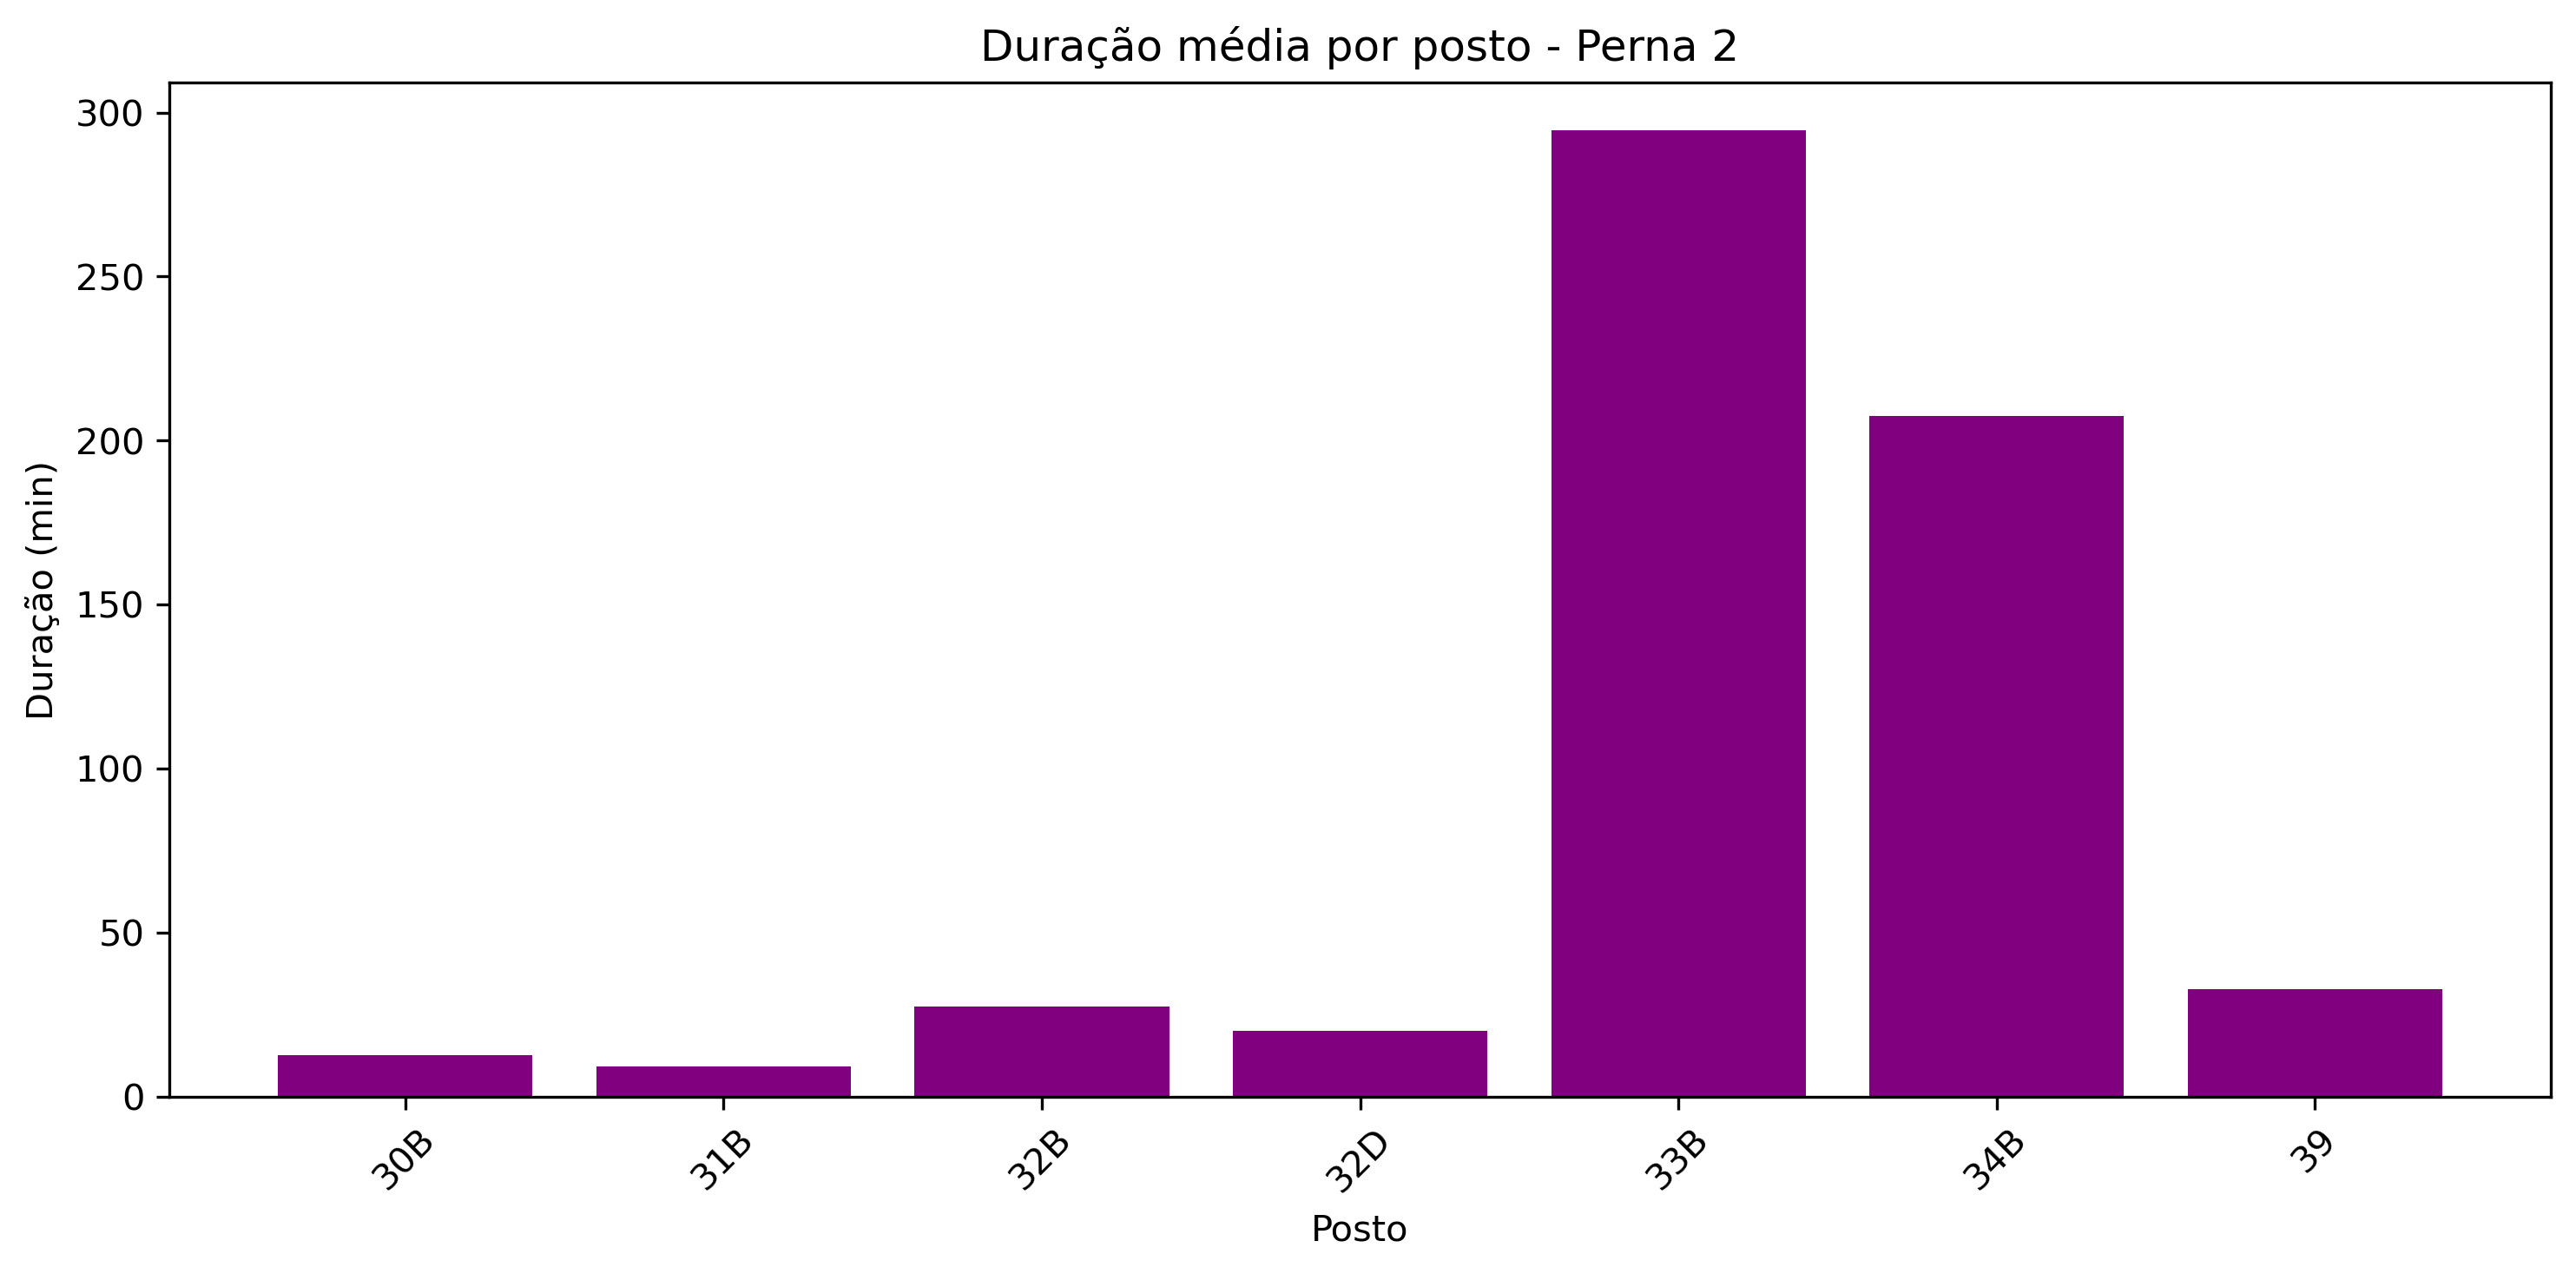 Duração média por posto - Perna 2
Duração (min)
300
250
200
150
100
50
0
30B
31B
32B
32D
33B
34B
39
Posto